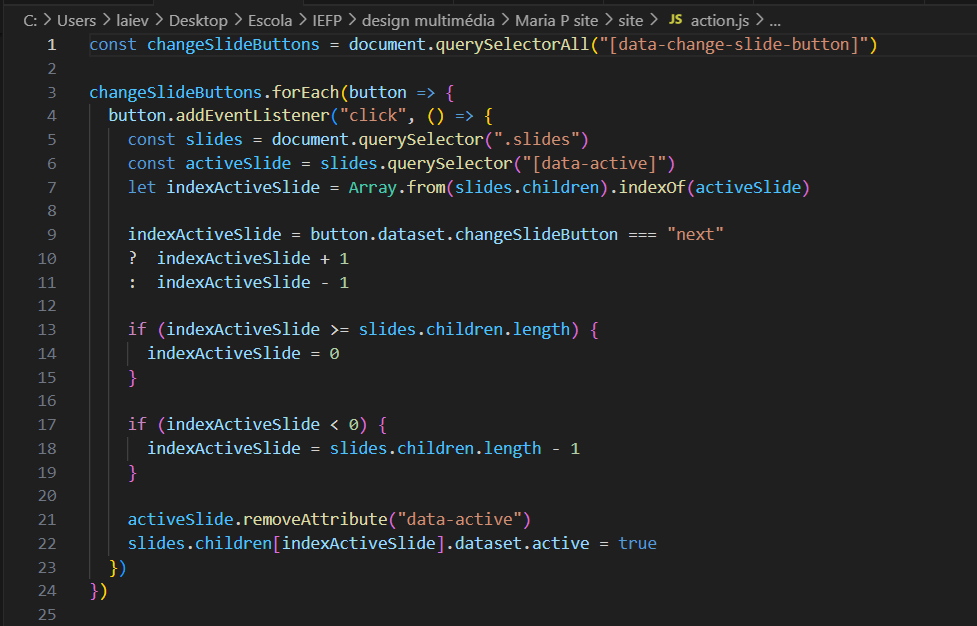 C: > Users > laiev > Desktop > Escola > IEFP > design multimédia > Maria P site > site > JS action.js > ...
1 const changeSlideButtons = document.querySelectorAll("[data-change-slide-button]")
2
3 changeSlideButtons.forEach(button => {
4   button.addEventListener("click", () => {
5     const slides = document.querySelector(".slides")
6     const activeSlide = slides.querySelector("[data-active]")
7     let indexActiveSlide = Array.from(slides.children).indexOf(activeSlide)
8
9     indexActiveSlide = button.dataset.changeSlideButton === "next"
10     ?  indexActiveSlide + 1
11     :  indexActiveSlide - 1
12
13     if (indexActiveSlide >= slides.children.length) {
14       indexActiveSlide = 0
15     }
16
17     if (indexActiveSlide < 0) {
18       indexActiveSlide = slides.children.length - 1
19     }
20
21     activeSlide.removeAttribute("data-active")
22     slides.children[indexActiveSlide].dataset.active = true
23   })
24 })
25